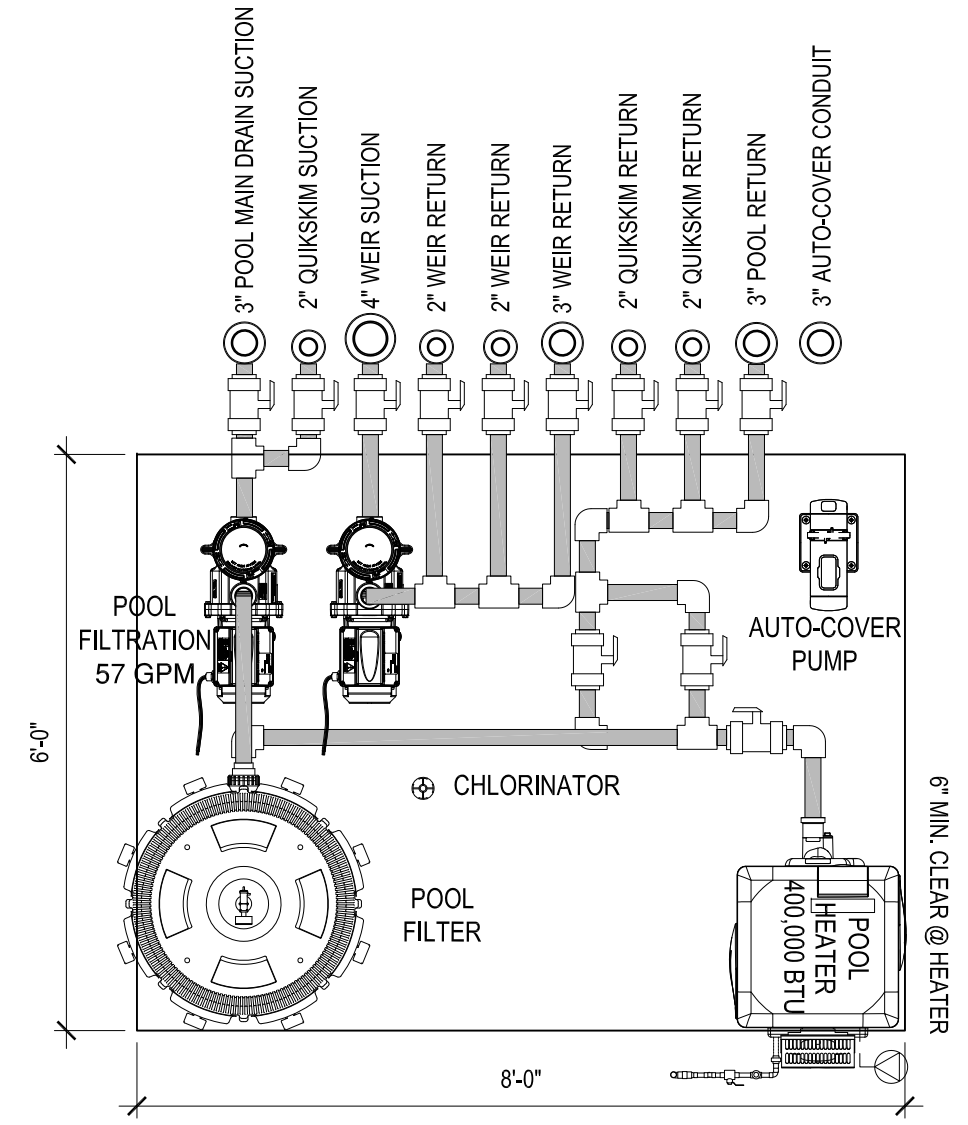 3" POOL MAIN DRAIN SUCTION
2" QUIKSKIM SUCTION
4" WEIR SUCTION
2" WEIR RETURN
2" WEIR RETURN
3" WEIR RETURN
2" QUIKSKIM RETURN
2" QUIKSKIM RETURN
3" POOL RETURN
3" AUTO-COVER CONDUIT
POOL
FILTRATION
57 GPM
AUTO-COVER
PUMP
6'-0"
CHLORINATOR
POOL
FILTER
POOL
HEATER
400,000 BTU
6" MIN. CLEAR @ HEATER
8'-0"